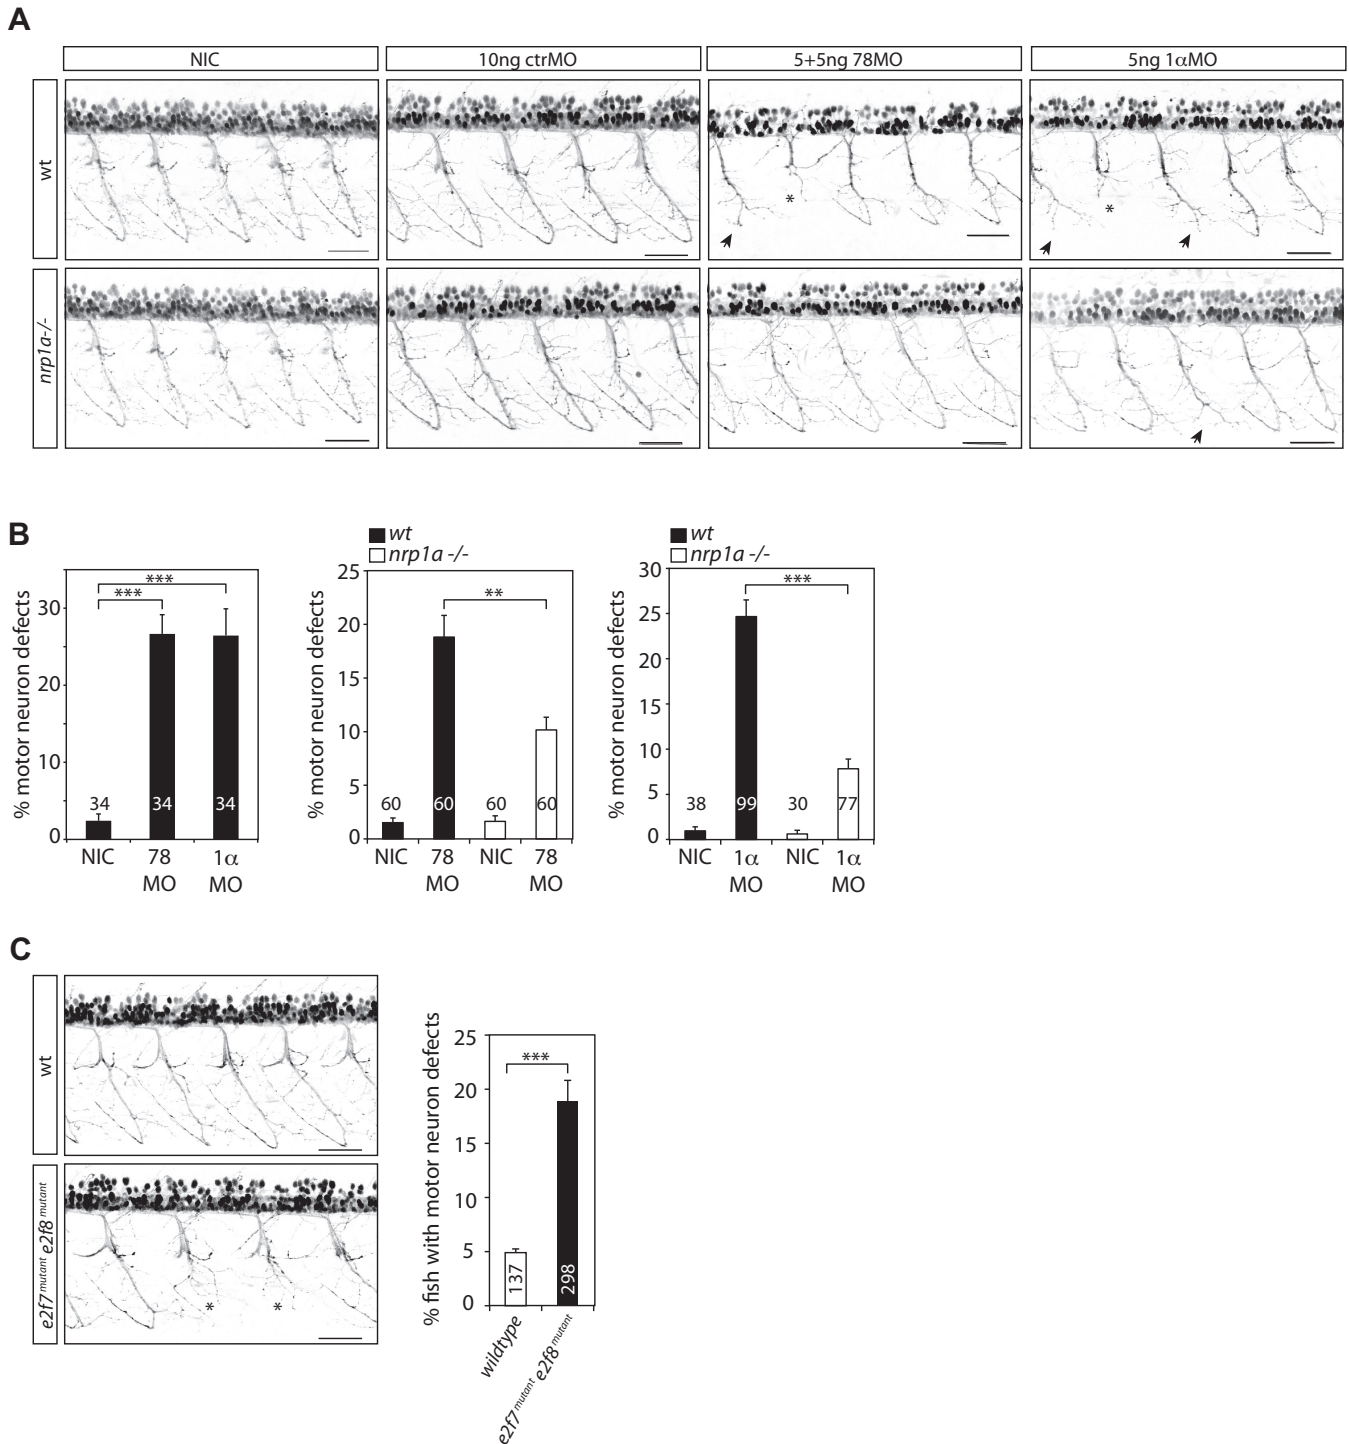 A
NIC
10ng ctrMO
5+5ng 78MO
5ng 1αMO
wt
*
*
nrp1a-/-
B
30
20
10
0
% motor neuron defects
***
***
34
34
34
NIC
78 MO
1α MO
wt
nrp1a -/-
25
20
15
10
5
0
% motor neuron defects
**
60
60
60
60
NIC
78 MO
NIC
78 MO
wt
nrp1a -/-
30
25
20
15
10
5
0
% motor neuron defects
***
38
99
30
77
NIC
1α MO
NIC
1α MO
C
wt
e2f7 mutant e2f8 mutant
*
*
25
20
15
10
5
0
% fish with motor neuron defects
***
137
298
wildtype
e2f7 mutant e2f8 mutant